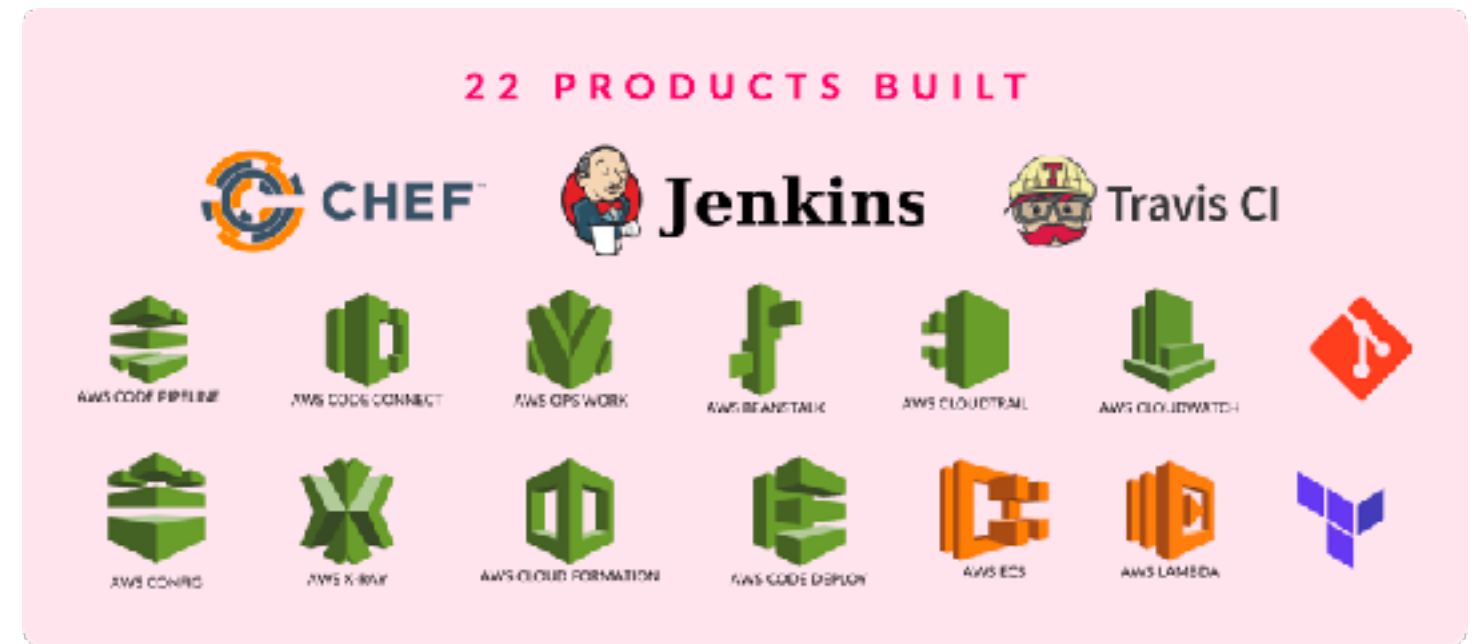 22 PRODUCTS BUILT
CHEF™
Jenkins
T
Travis CI
AWS CODE PIPELINE
AWS CODE CONNECT
AWS OPS WORK
AWS BEANSTALK
AWS CLOUDTRAIL
AWS CLOUDWATCH
AWS CONFIG
AWS X-RAY
AWS CLOUD FORMATION
AWS CODE DEPLOY
AWS ECS
AWS LAMBDA